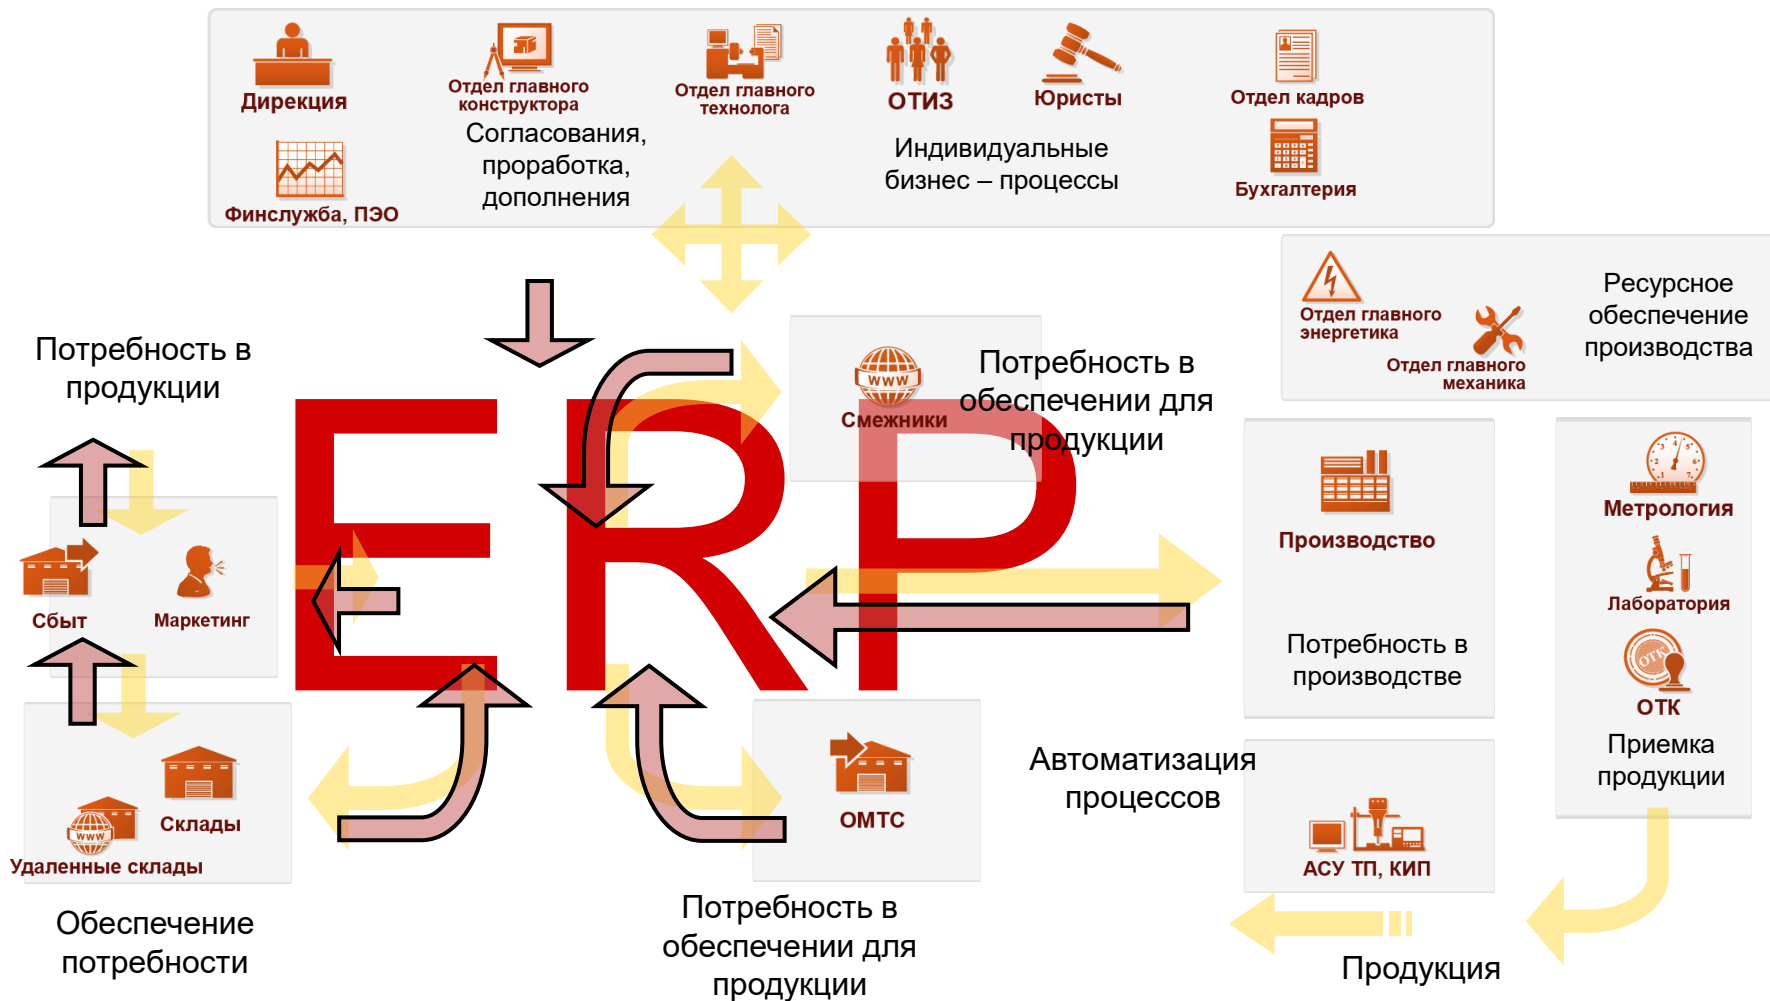 Дирекция
Отдел главного
конструктора
Отдел главного
технолога
ОТИЗ
Юристы
Отдел кадров
Согласования,
проработка,
дополнения
Индивидуальные
бизнес – процессы
Финслужба, ПЭО
Бухгалтерия
Отдел главного
энергетика
Отдел главного
механика
Ресурсное
обеспечение
производства
Потребность в
продукции
ERP
WWW
Смежники
Потребность в
обеспечении для
продукции
Сбыт
Маркетинг
Производство
Потребность в
производстве
Метрология
Лаборатория
ОТК
ОТК
Приемка
продукции
Склады
WWW
Удаленные склады
ОМТС
Автоматизация
процессов
АСУ ТП, КИП
Обеспечение
потребности
Потребность в
обеспечении для
продукции
Продукция